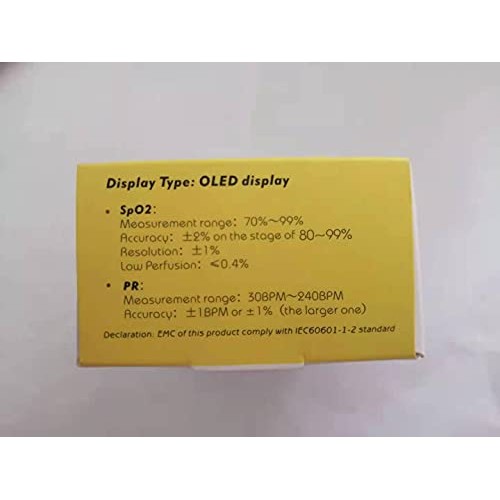 Display Type: OLED display
• SpO2:
Measurement range: 70%~99%
Accuracy: ±2% on the stage of 80~99%
Resolution: ±1%
Low Perfusion: ≤0.4%
• PR:
Measurement range: 30BPM~240BPM
Accuracy: ±1BPM or ±1% (the larger one)
Declaration: EMC of this product comply with IEC60601-1-2 standard